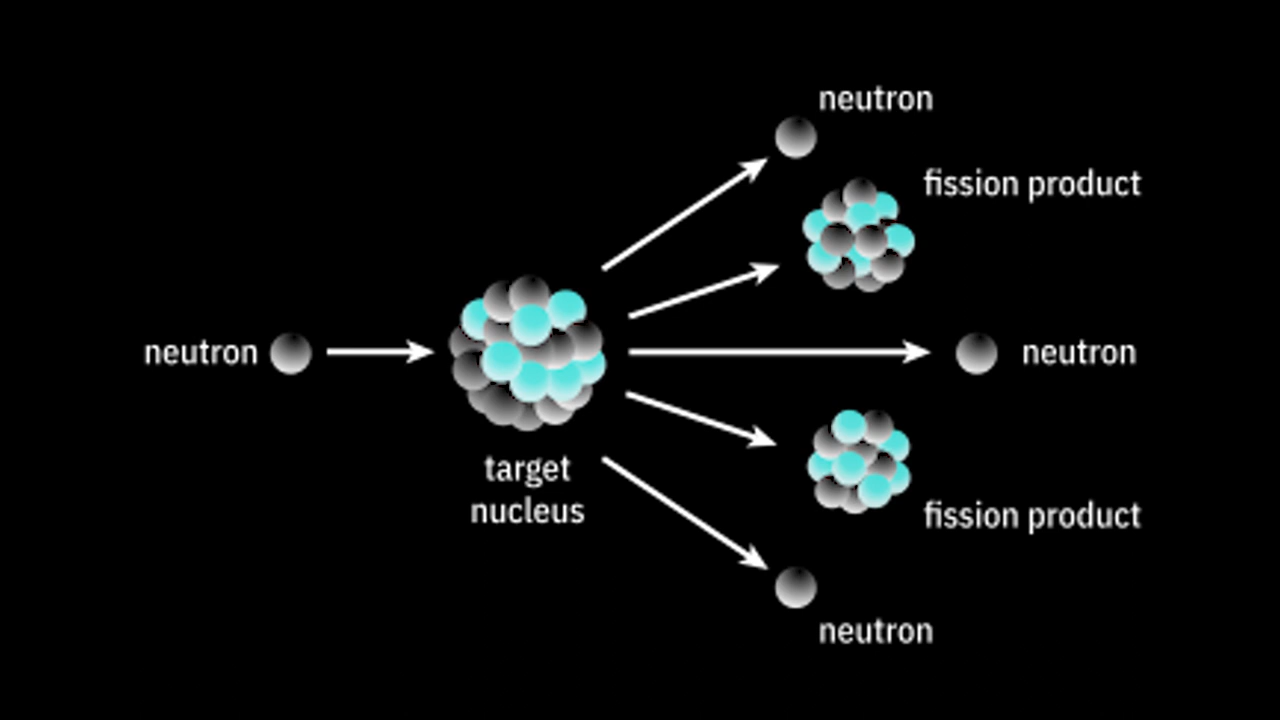 neutron
fission product
neutron
neutron
target
nucleus
fission product
neutron